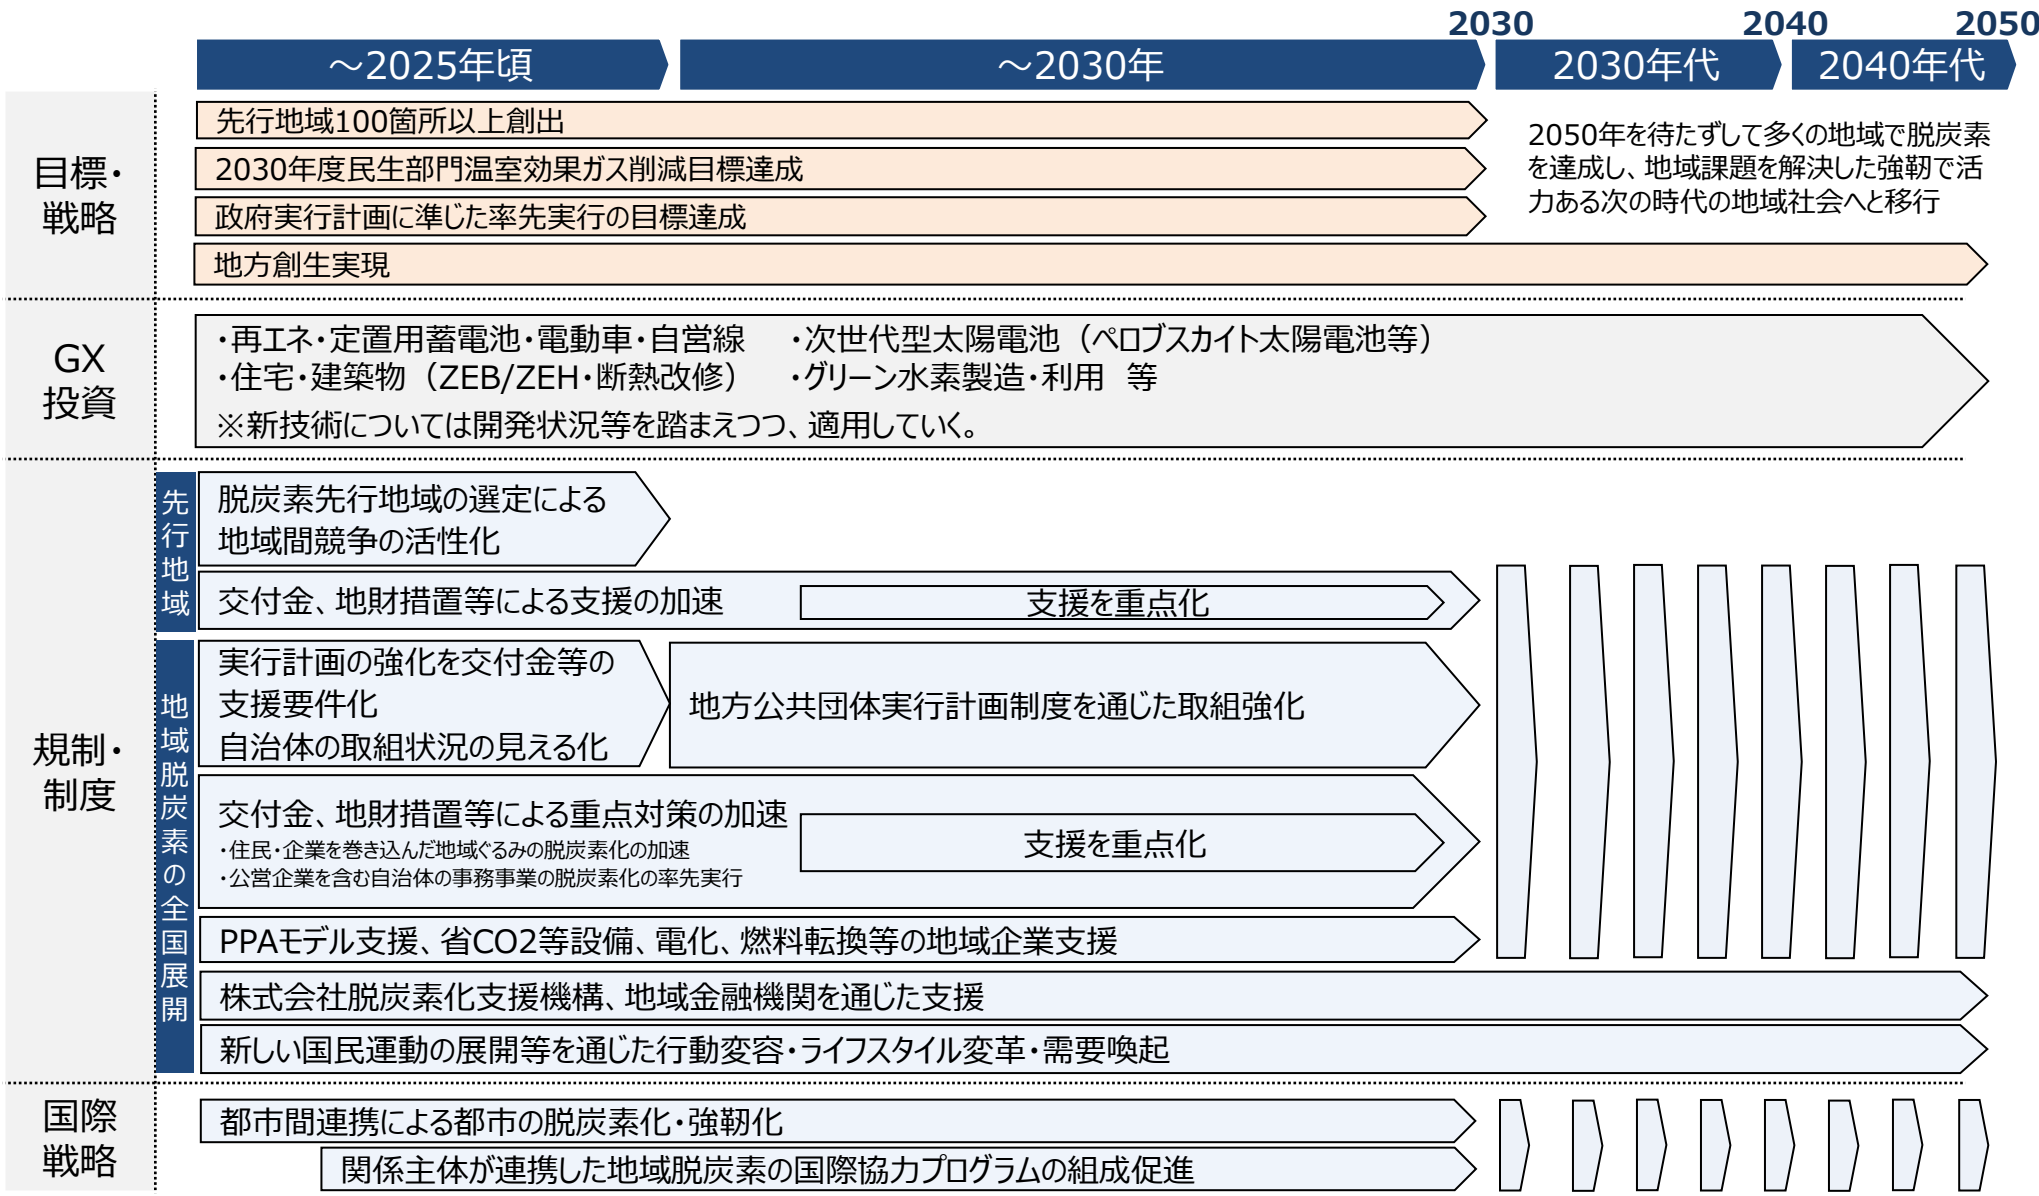 2030
2040
2050
～2025年頃
～2030年
2030年代
2040年代
目標・
戦略
先行地域100箇所以上創出
2030年度民生部門温室効果ガス削減目標達成
政府実行計画に準じた率先実行の目標達成
地方創生実現
2050年を待たずして多くの地域で脱炭素
を達成し、地域課題を解決した強靭で活
力ある次の時代の地域社会へと移行
GX
投資
・再エネ・定置用蓄電池・電動車・自営線　・次世代型太陽電池（ペロブスカイト太陽電池等）
・住宅・建築物（ZEB/ZEH・断熱改修）　・グリーン水素製造・利用　等
※新技術については開発状況等を踏まえつつ、適用していく。
規制・
制度
先行地域
脱炭素先行地域の選定による
地域間競争の活性化
交付金、地財措置等による支援の加速
支援を重点化
地域脱炭素の全国展開
実行計画の強化を交付金等の
支援要件化
自治体の取組状況の見える化
地方公共団体実行計画制度を通じた取組強化
交付金、地財措置等による重点対策の加速
・住民・企業を巻き込んだ地域ぐるみの脱炭素化の加速
・公営企業を含む自治体の事務事業の脱炭素化の率先実行
支援を重点化
PPAモデル支援、省CO2等設備、電化、燃料転換等の地域企業支援
株式会社脱炭素化支援機構、地域金融機関を通じた支援
新しい国民運動の展開等を通じた行動変容・ライフスタイル変革・需要喚起
国際
戦略
都市間連携による都市の脱炭素化・強靭化
関係主体が連携した地域脱炭素の国際協力プログラムの組成促進